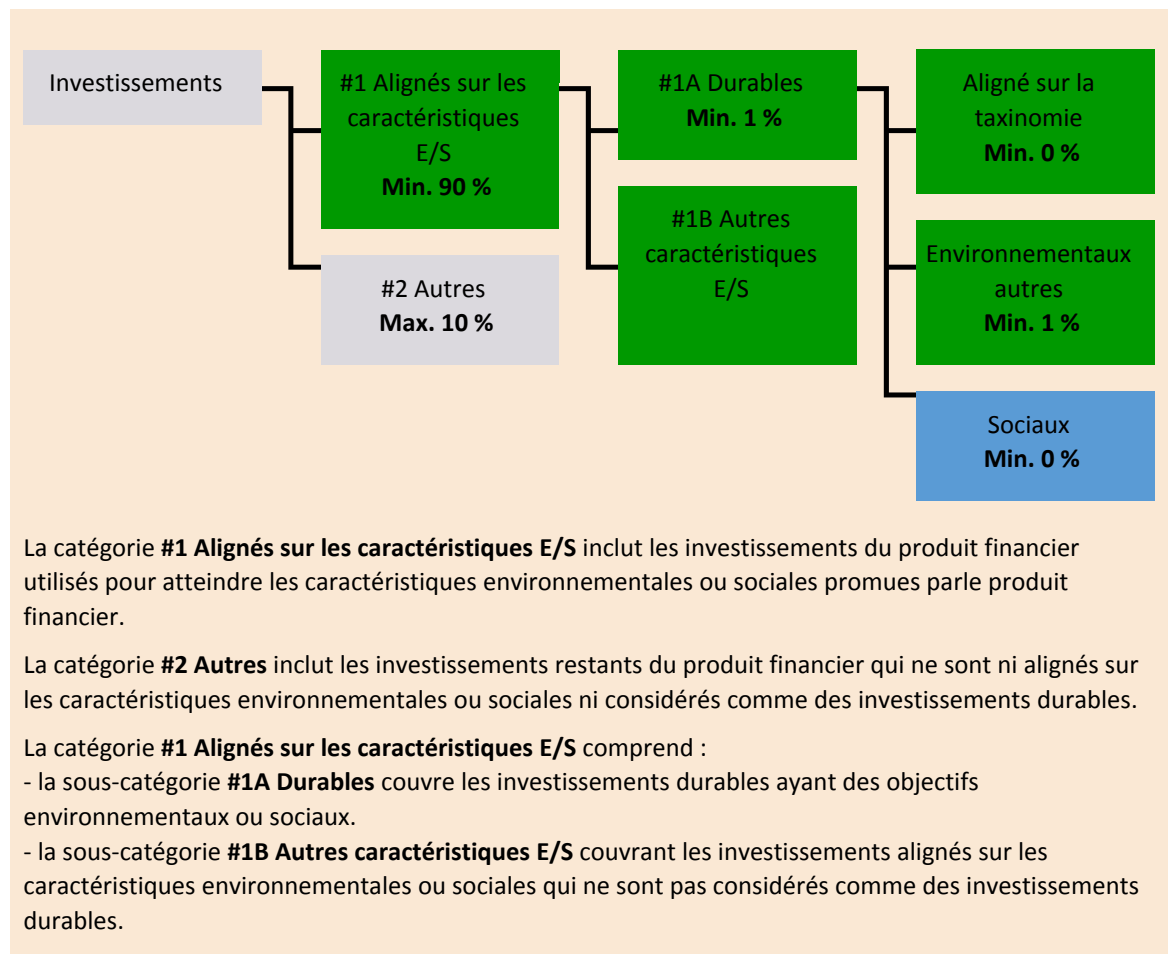 Investissements
#1 Alignés sur les
caractéristiques
E/S
Min. 90 %
#2 Autres
Max. 10 %
#1A Durables
Min. 1 %
#1B Autres
caractéristiques
E/S
Aligné sur la
taxinomie
Min. 0 %
Environnementaux
autres
Min. 1 %
Sociaux
Min. 0 %
La catégorie #1 Alignés sur les caractéristiques E/S inclut les investissements du produit financier
utilisés pour atteindre les caractéristiques environnementales ou sociales promues parle produit
financier.
La catégorie #2 Autres inclut les investissements restants du produit financier qui ne sont ni alignés sur
les caractéristiques environnementales ou sociales ni considérés comme des investissements durables.
La catégorie #1 Alignés sur les caractéristiques E/S comprend :
- la sous-catégorie #1A Durables couvre les investissements durables ayant des objectifs
environnementaux ou sociaux.
- la sous-catégorie #1B Autres caractéristiques E/S couvrant les investissements alignés sur les
caractéristiques environnementales ou sociales qui ne sont pas considérés comme des investissements
durables.